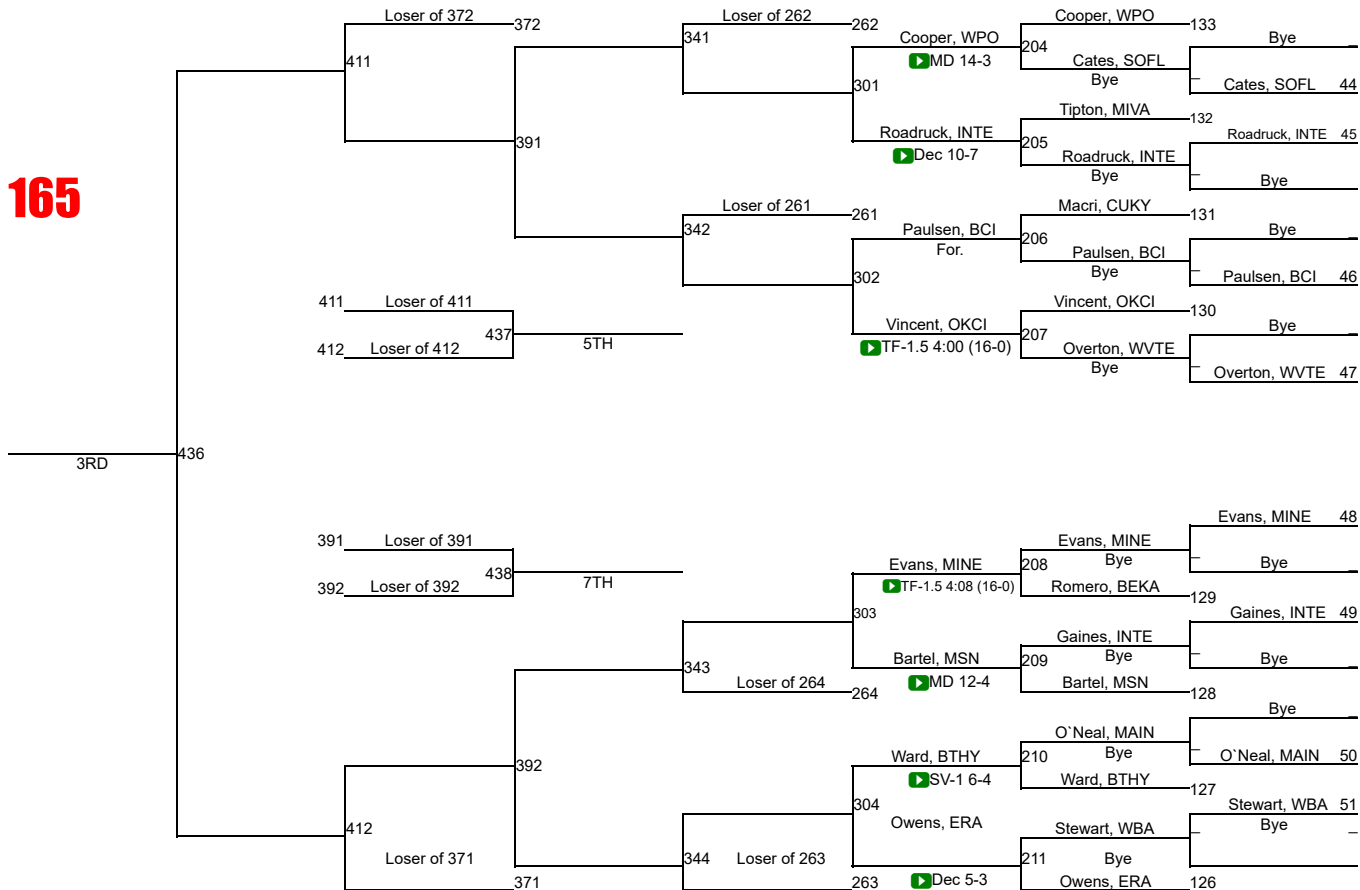 Loser of 372 372 Loser of 262 262 Cooper, WPO 133
341 Cooper, WPO 204 Bye _
411 MD 14-3 Cates, SOFL
Bye _ Cates, SOFL 44
301
Tipton, MIVA 132
391 Roadruck, INTE 205 Roadruck, INTE 45
Dec 10-7 Roadruck, INTE
Bye _ Bye _
165
Loser of 261 261 Macri, CUKY 131
342 Paulsen, BCI 206 Bye _
For. Paulsen, BCI
Bye _ Paulsen, BCI 46
302
411 Loser of 411 Vincent, OKCI 130
437 5TH Vincent, OKCI 207 Bye _
412 Loser of 412 TF-1.5 4:00 (16-0) Overton, WVTE
Bye _ Overton, WVTE 47
3RD 436
Evans, MINE 48
391 Loser of 391 Evans, MINE
438 7TH Evans, MINE 208 Bye _ Bye _
392 Loser of 392 TF-1.5 4:08 (16-0) Romero, BEKA 129
303 Gaines, INTE 49
Gaines, INTE
343 Bartel, MSN 209 Bye _ Bye _
Loser of 264 264 MD 12-4 Bartel, MSN 128
Bye _
O`Neal, MAIN
392 Ward, BTHY 210 Bye _ O`Neal, MAIN 50
SV-1 6-4 Ward, BTHY 127
304 Stewart, WBA 51
412 Owens, ERA Stewart, WBA _ Bye _
Loser of 371 344 Loser of 263 211 Bye
371 263 Dec 5-3 Owens, ERA 126